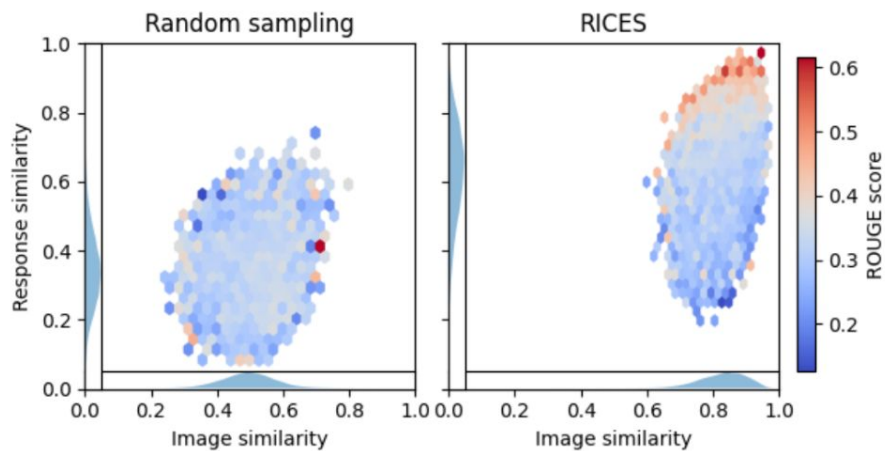 Random sampling
RICES
1.0
0.8
0.6
0.4
0.2
0.0
Response similarity
0.0 0.2 0.4 0.6 0.8 1.0
Image similarity
0.0 0.2 0.4 0.6 0.8 1.0
Image similarity
0.6
0.5
0.4
0.3
0.2
ROUGE score